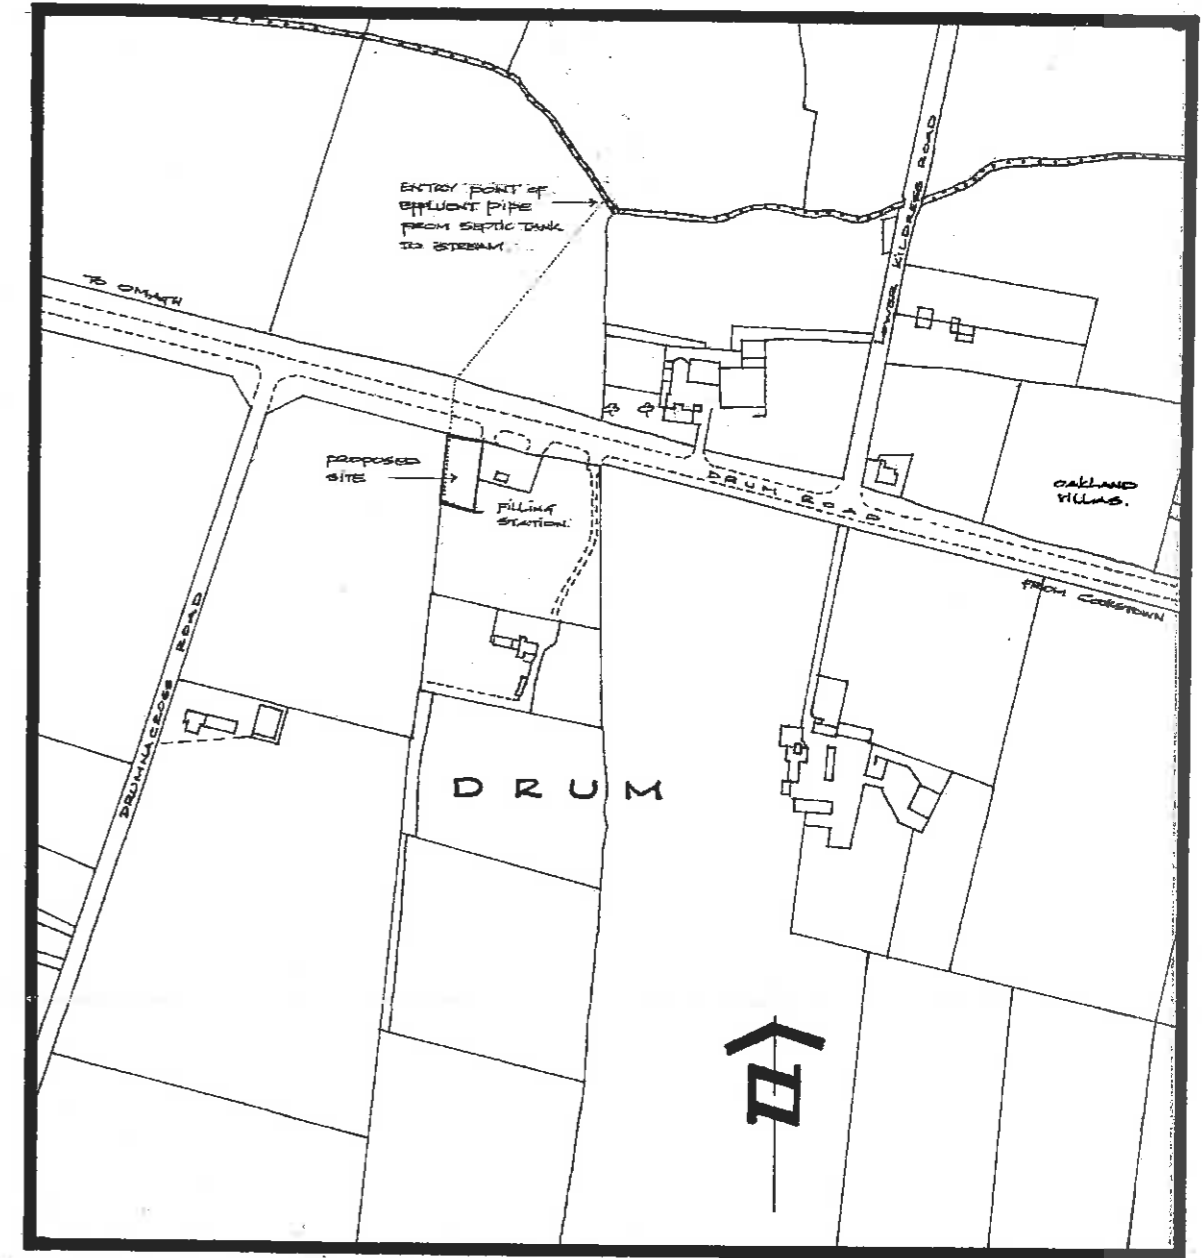 ENTRY POINT OF
EFFLUENT PIPE
FROM SEPTIC TANK
TO STREAM
LOWER KILDRESS ROAD
TO OMAGH
PROPOSED
SITE
FILLING
STATION.
DRUM ROAD
OAKLAND
VILLAS.
FROM COOKSTOWN
DRUMNACROSS ROAD
DRUM